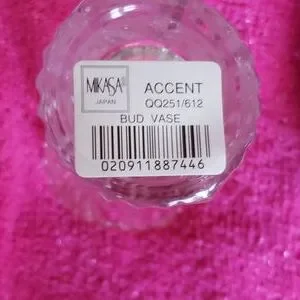 MIKASA®
JAPAN
ACCENT
QQ251/612
BUD VASE
020911887446